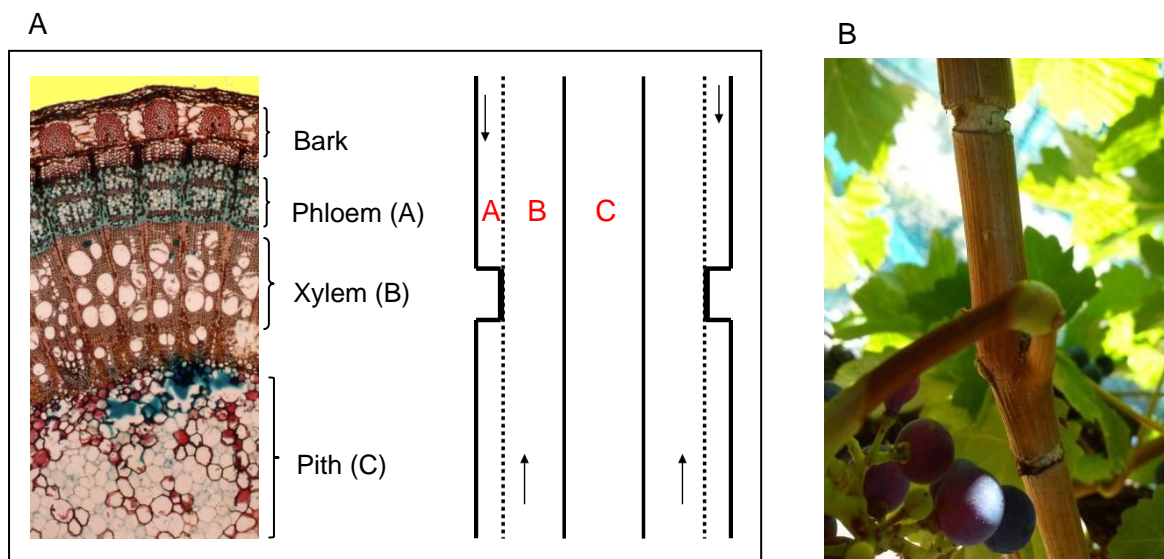 A
B
Bark
Phloem (A)
A B C
Xylem (B)
Pith (C)